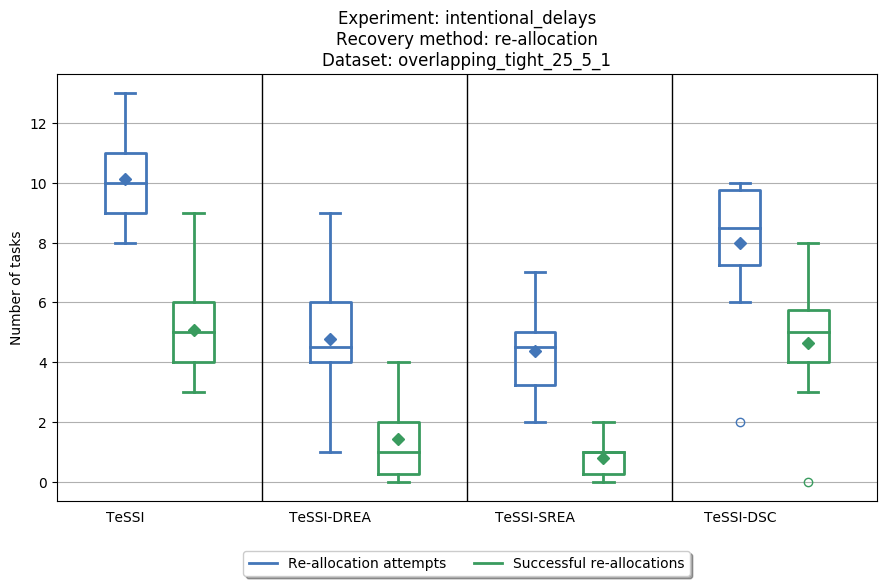 Experiment: intentional_delays
Recovery method: re-allocation
Dataset: overlapping_tight_25_5_1
Number of tasks
12
10
8
6
4
2
0
TeSSI TeSSI-DREA TeSSI-SREA TeSSI-DSC
Re-allocation attempts Successful re-allocations